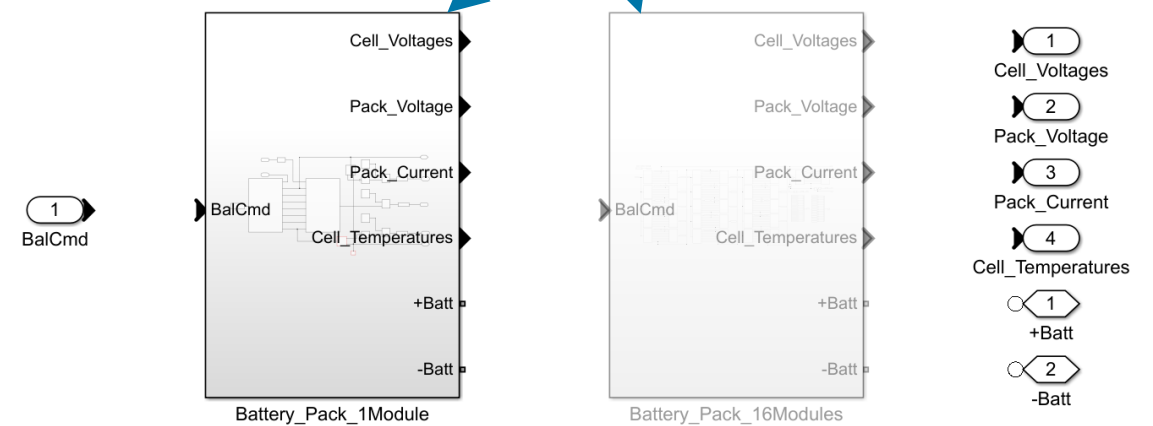 1
BalCmd
BalCmd
Cell_Voltages
Pack_Voltage
Pack_Current
Cell_Temperatures
+Batt
-Batt
Battery_Pack_1Module
BalCmd
Cell_Voltages
Pack_Voltage
Pack_Current
Cell_Temperatures
+Batt
-Batt
Battery_Pack_16Modules
1
Cell_Voltages
2
Pack_Voltage
3
Pack_Current
4
Cell_Temperatures
1
+Batt
2
-Batt